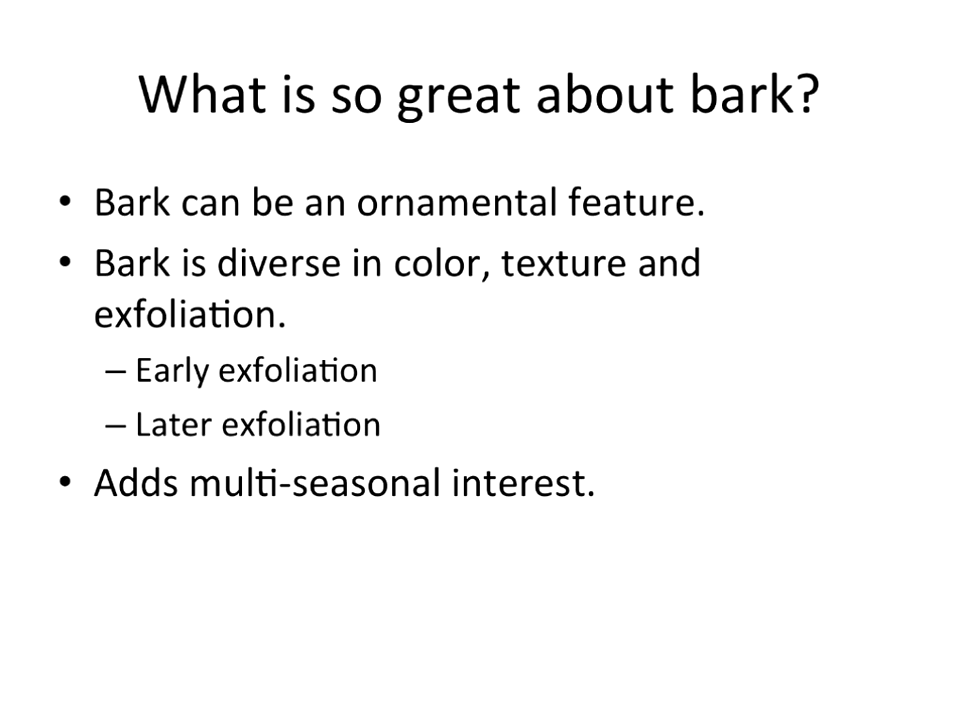 What is so great about bark?
• Bark can be an ornamental feature.
• Bark is diverse in color, texture and
exfoliation.
– Early exfoliation
– Later exfoliation
• Adds multi-seasonal interest.